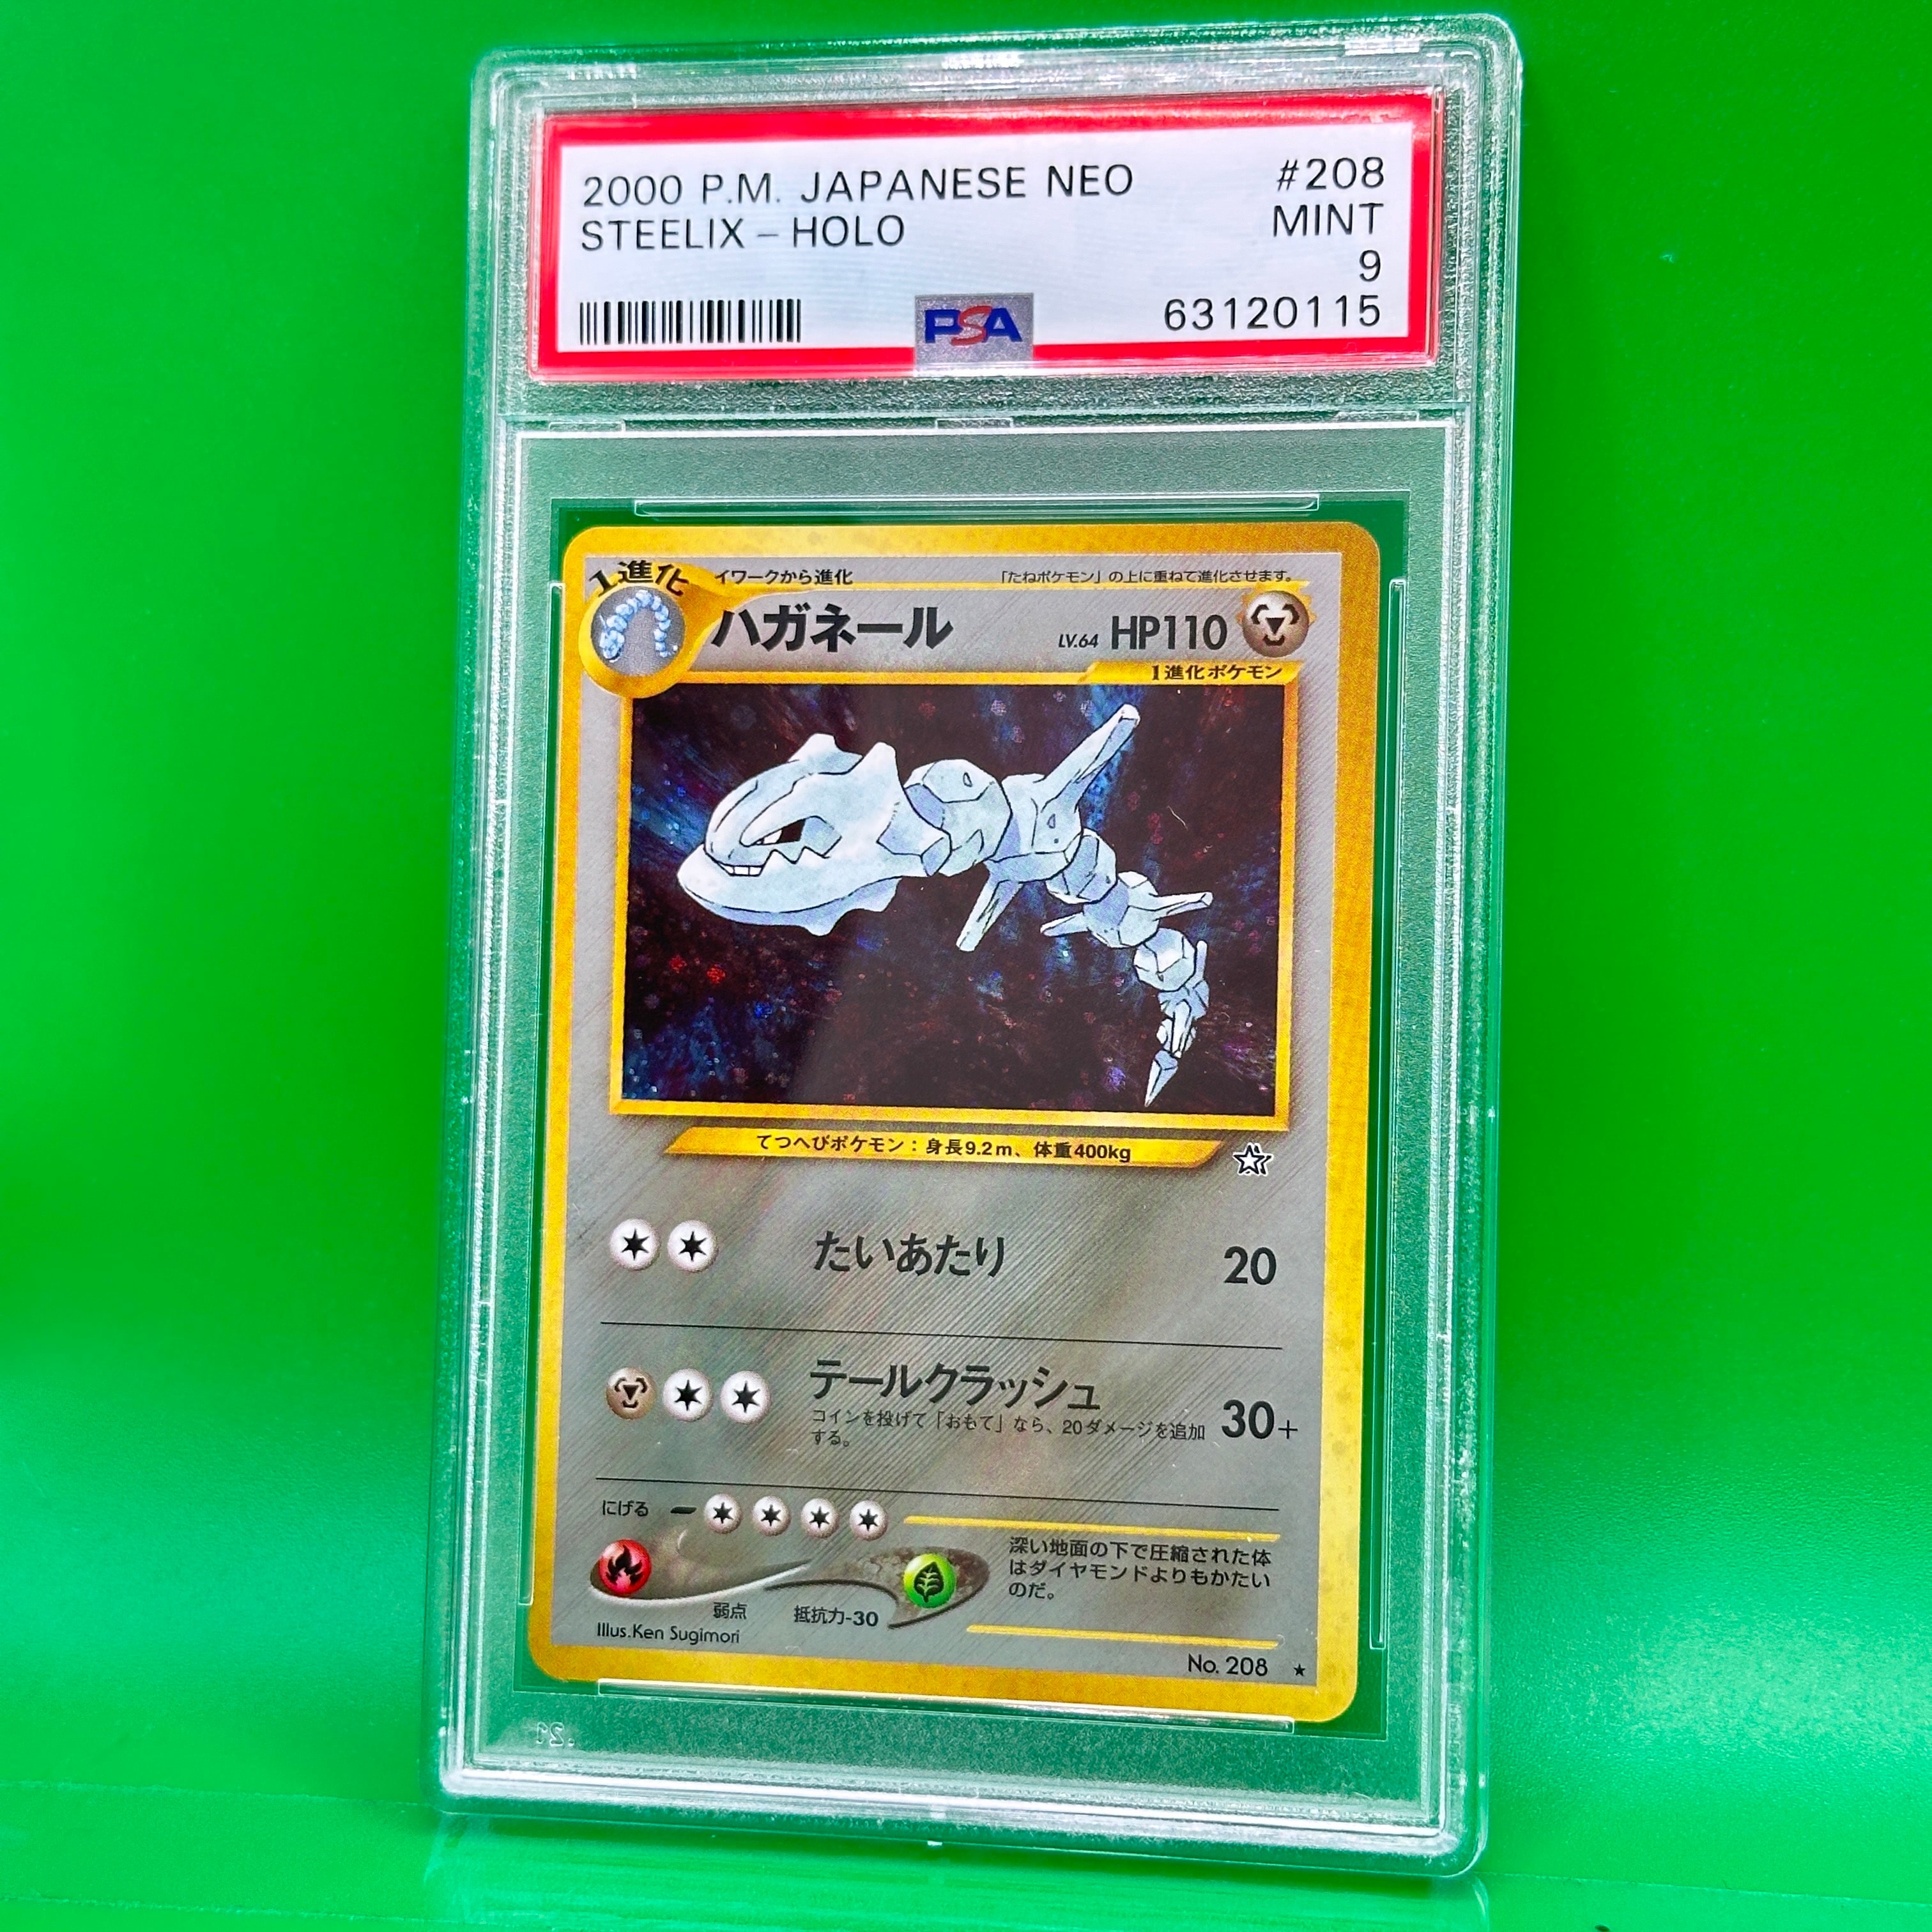 2000 P.M. JAPANESE NEO #208
STEELIX – HOLO MINT
9
PSA 63120115
1進化
イワークから進化 「たねポケモン」の上に重ねて進化させます。
ハガネール LV.64 HP110
1進化ポケモン
てつへびポケモン：身長9.2m、体重400kg
たいあたり 20
テールクラッシュ 30+
コインを投げて「おもて」なら、20ダメージを追加
する。
にげる
深い地面の下で圧縮された体
はダイヤモンドよりもかたい
のだ。
弱点 抵抗力-30
Illus.Ken Sugimori
No. 208 ★